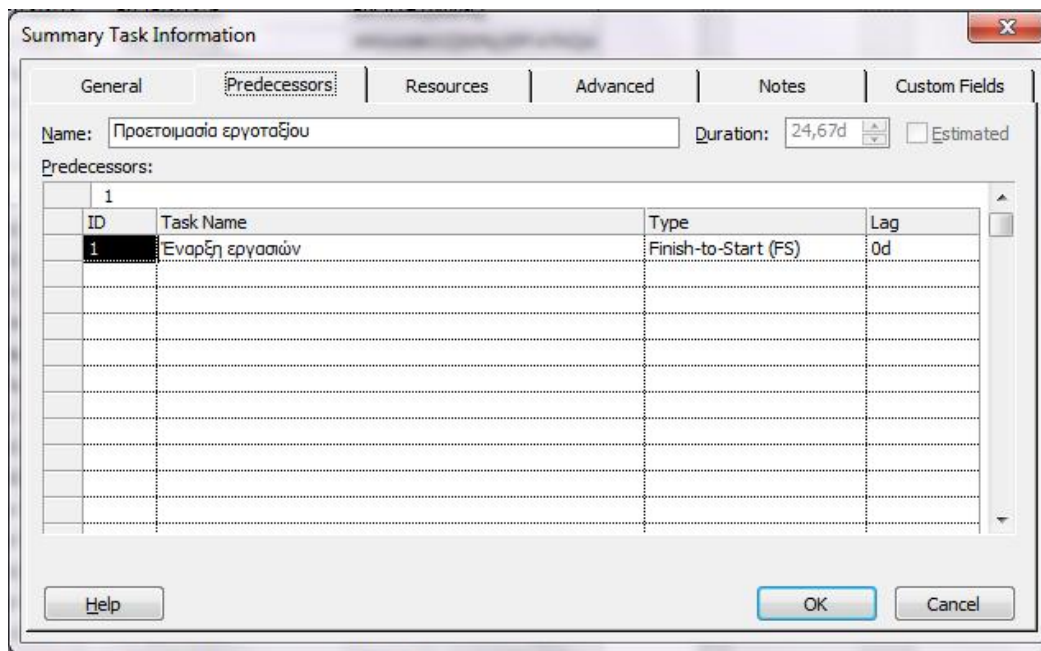 Summary Task Information
General Predecessors Resources Advanced Notes Custom Fields
Name: Προετοιμασία εργοταξίου Duration: 24,67d Estimated
Predecessors:
1
ID Task Name Type Lag
1 Έναρξη εργασιών Finish-to-Start (FS) 0d
Help OK Cancel